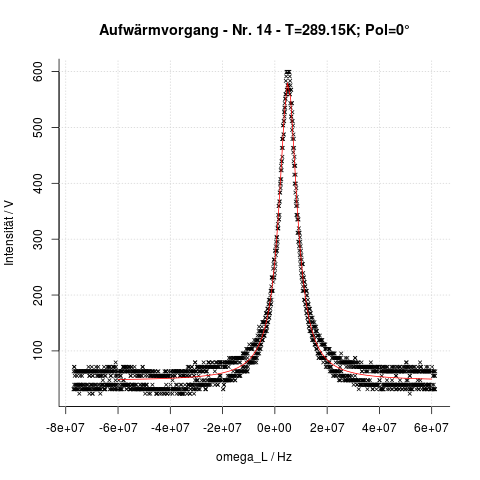 Aufwärmvorgang - Nr. 14 - T=289.15K; Pol=0°
Intensität / V
600
500
400
300
200
100
-8e+07 -6e+07 -4e+07 -2e+07 0e+00 2e+07 4e+07 6e+07
omega_L / Hz